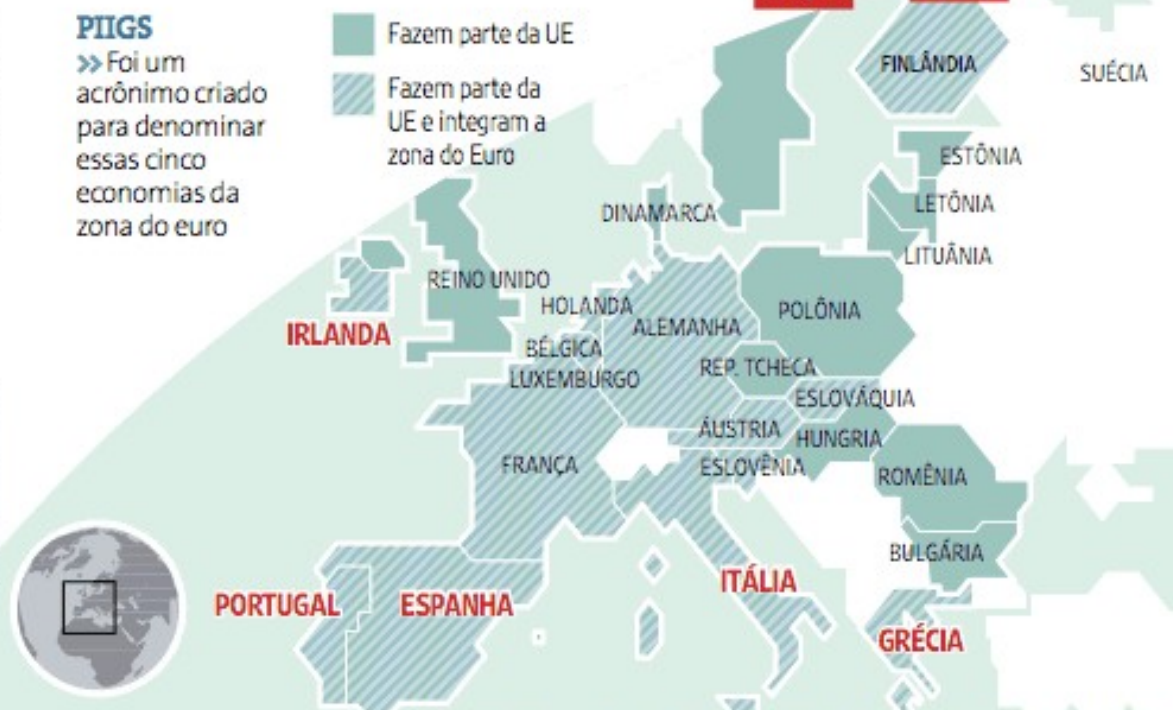 PIIGS
>> Foi um
acrônimo criado
para denominar
essas cinco
economias da
zona do euro
Fazem parte da UE
Fazem parte da
UE e integram a
zona do Euro
FINLÂNDIA
SUÉCIA
ESTÔNIA
LETÔNIA
LITUÂNIA
DINAMARCA
REINO UNIDO
IRLANDA
HOLANDA
ALEMANHA
POLÔNIA
BÉLGICA
LUXEMBURGO
REP. TCHECA
ESLOVÁQUIA
ÁUSTRIA
HUNGRIA
FRANÇA
ESLOVÊNIA
ROMÊNIA
BULGÁRIA
PORTUGAL
ESPANHA
ITÁLIA
GRÉCIA